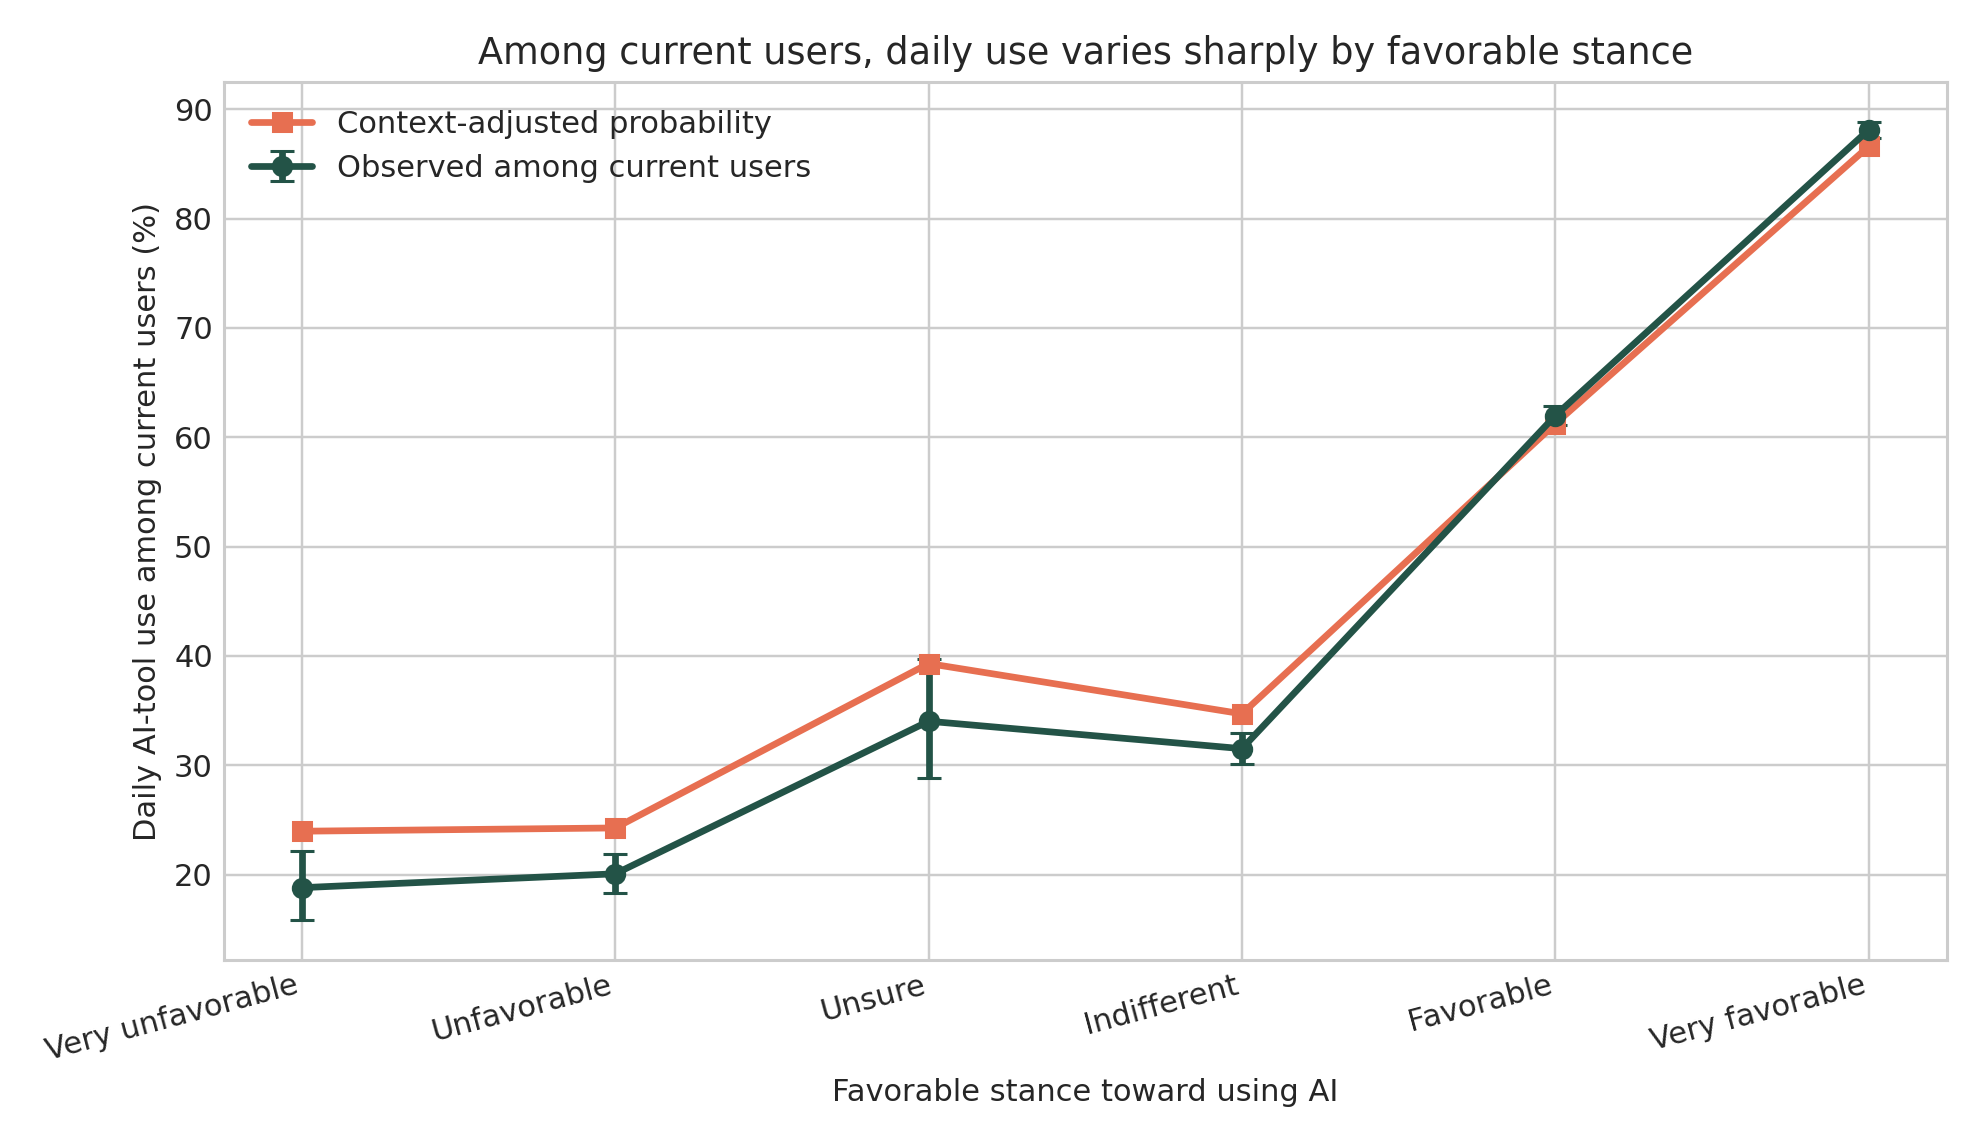 Among current users, daily use varies sharply by favorable stance
Context-adjusted probability
Observed among current users
Daily AI-tool use among current users (%)
90
80
70
60
50
40
30
20
Very unfavorable
Unfavorable
Unsure
Indifferent
Favorable
Very favorable
Favorable stance toward using AI